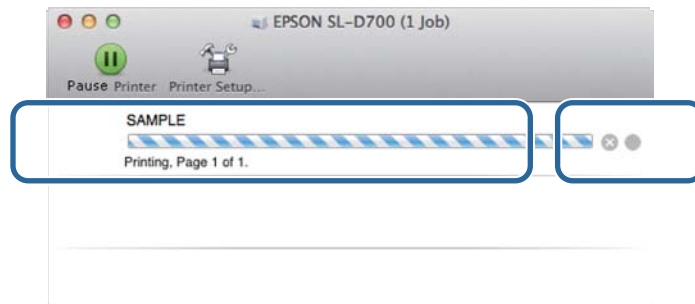 EPSON SL-D700 (1 Job)
Pause Printer Printer Setup...
SAMPLE
Printing, Page 1 of 1.